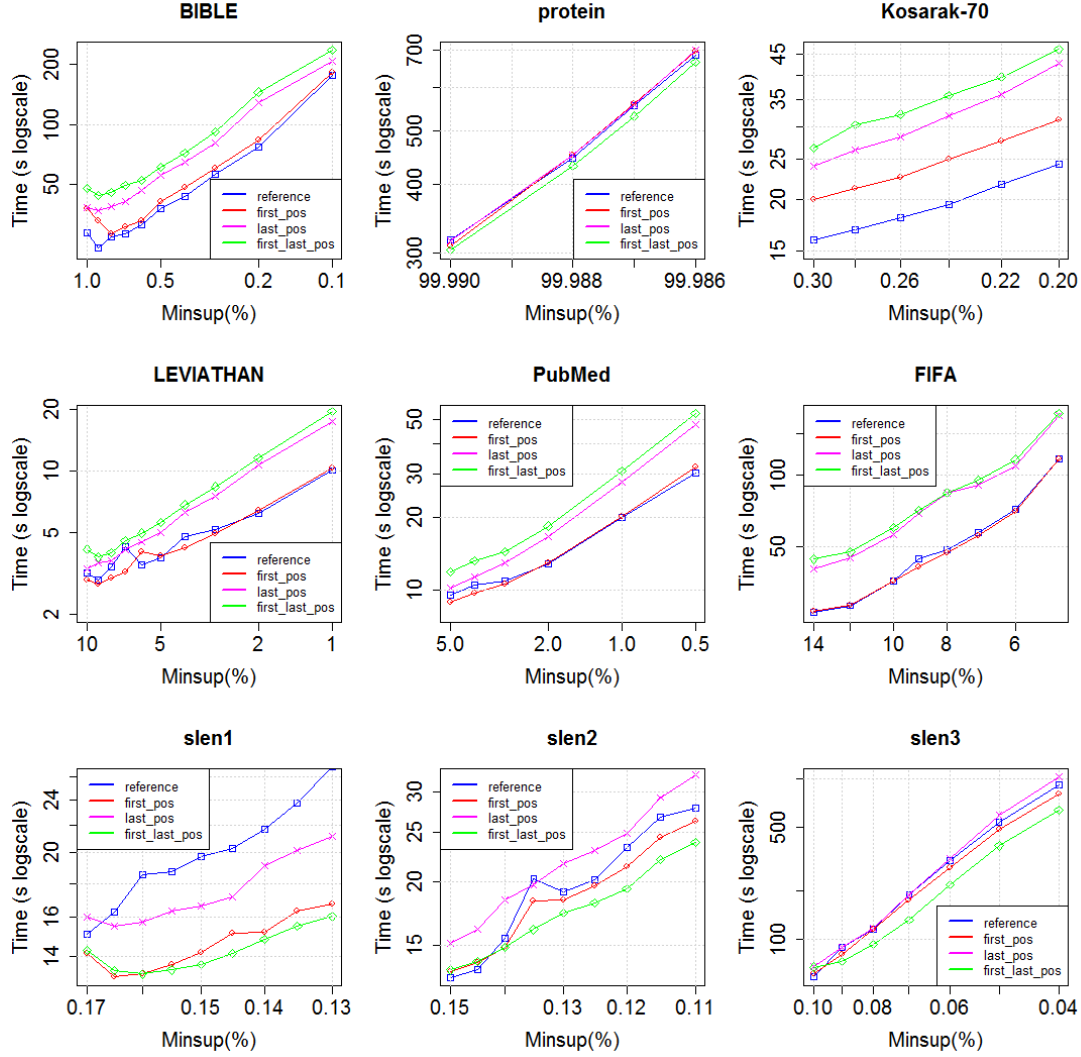 BIBLE
Time (s logscale)
200
100
50
reference
first_pos
last_pos
first_last_pos
1.0 0.5 0.2 0.1
Minsup(%)
protein
Time (s logscale)
700
500
400
300
reference
first_pos
last_pos
first_last_pos
99.990 99.988 99.986
Minsup(%)
Kosarak-70
Time (s logscale)
45
35
25
20
15
0.30 0.26 0.22 0.20
Minsup(%)
LEVIATHAN
Time (s logscale)
20
10
5
2
reference
first_pos
last_pos
first_last_pos
10 5 2 1
Minsup(%)
PubMed
Time (s logscale)
50
30
20
10
reference
first_pos
last_pos
first_last_pos
5.0 2.0 1.0 0.5
Minsup(%)
FIFA
Time (s logscale)
100
50
reference
first_pos
last_pos
first_last_pos
14 10 8 6
Minsup(%)
slen1
Time (s logscale)
24
20
16
14
reference
first_pos
last_pos
first_last_pos
0.17 0.15 0.14 0.13
Minsup(%)
slen2
Time (s logscale)
30
25
20
15
reference
first_pos
last_pos
first_last_pos
0.15 0.13 0.12 0.11
Minsup(%)
slen3
Time (s logscale)
500
100
reference
first_pos
last_pos
first_last_pos
0.10 0.08 0.06 0.04
Minsup(%)